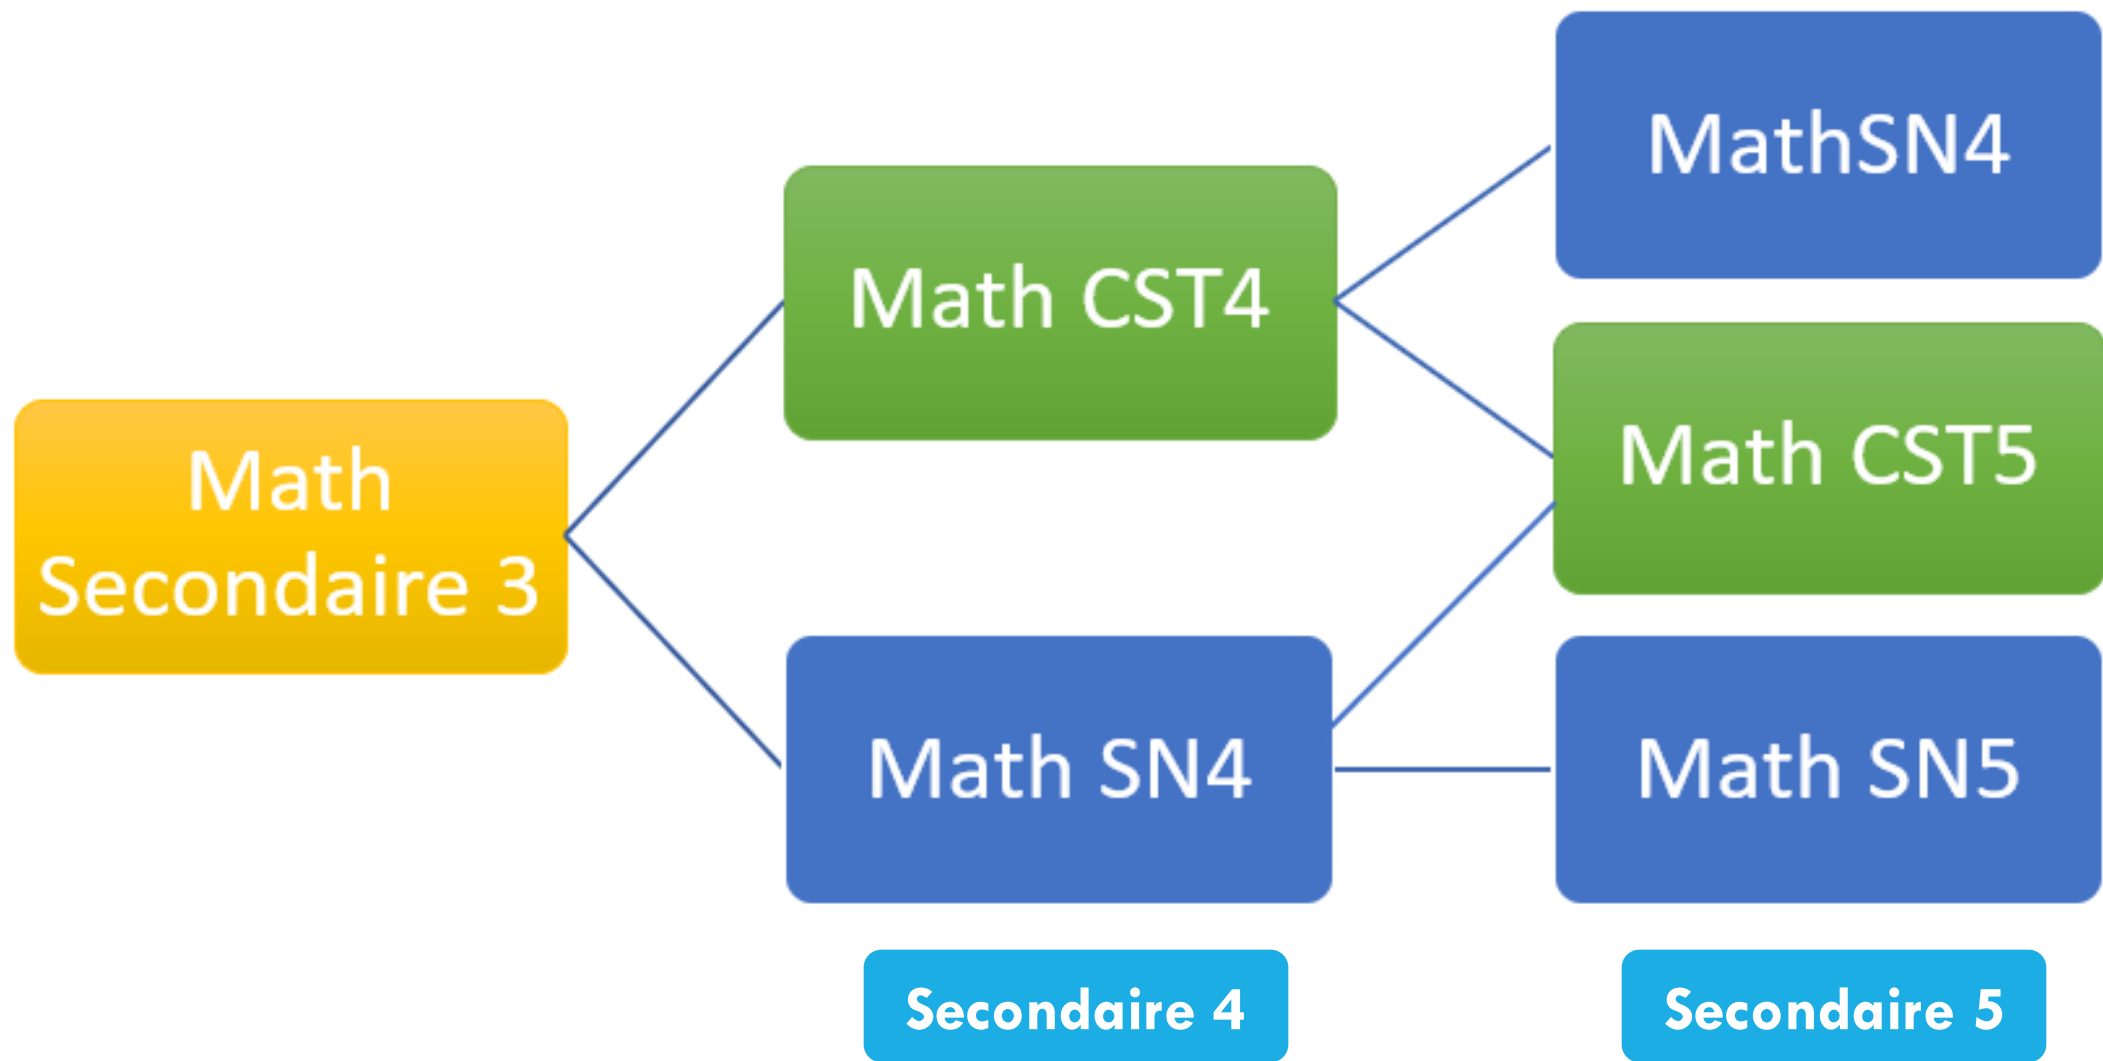 Math
Secondaire 3
Math CST4
Math SN4
MathSN4
Math CST5
Math SN5
Secondaire 4
Secondaire 5